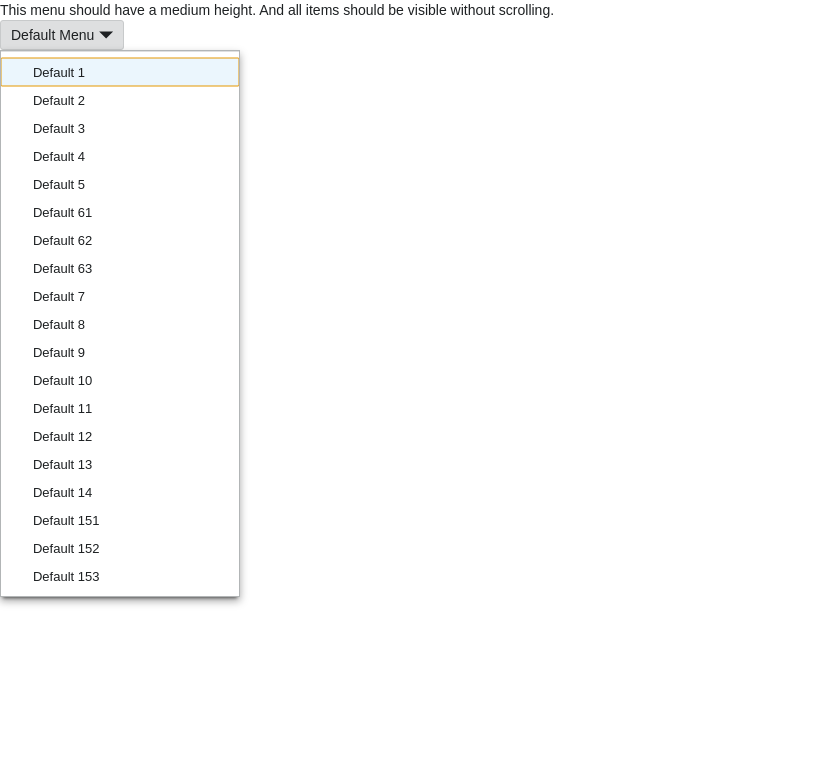 This menu should have a medium height. And all items should be visible without scrolling.
Default Menu
Default 1
Default 2
Default 3
Default 4
Default 5
Default 61
Default 62
Default 63
Default 7
Default 8
Default 9
Default 10
Default 11
Default 12
Default 13
Default 14
Default 151
Default 152
Default 153